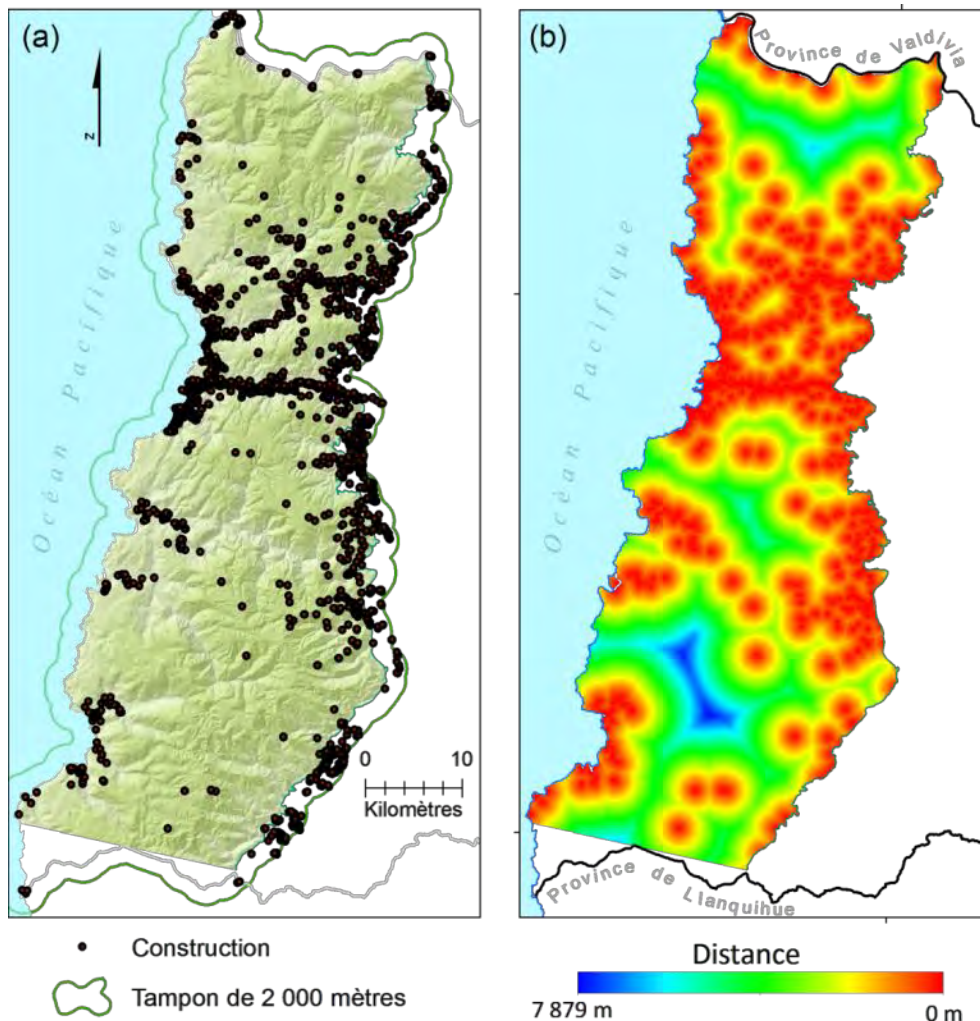 (a)
z
Océan Pacifique
0 10
Kilomètres
(b)
Province de Valdivia
Océan Pacifique
Province de Llanquihue
Construction
Tampon de 2 000 mètres
Distance
7 879 m 0 m